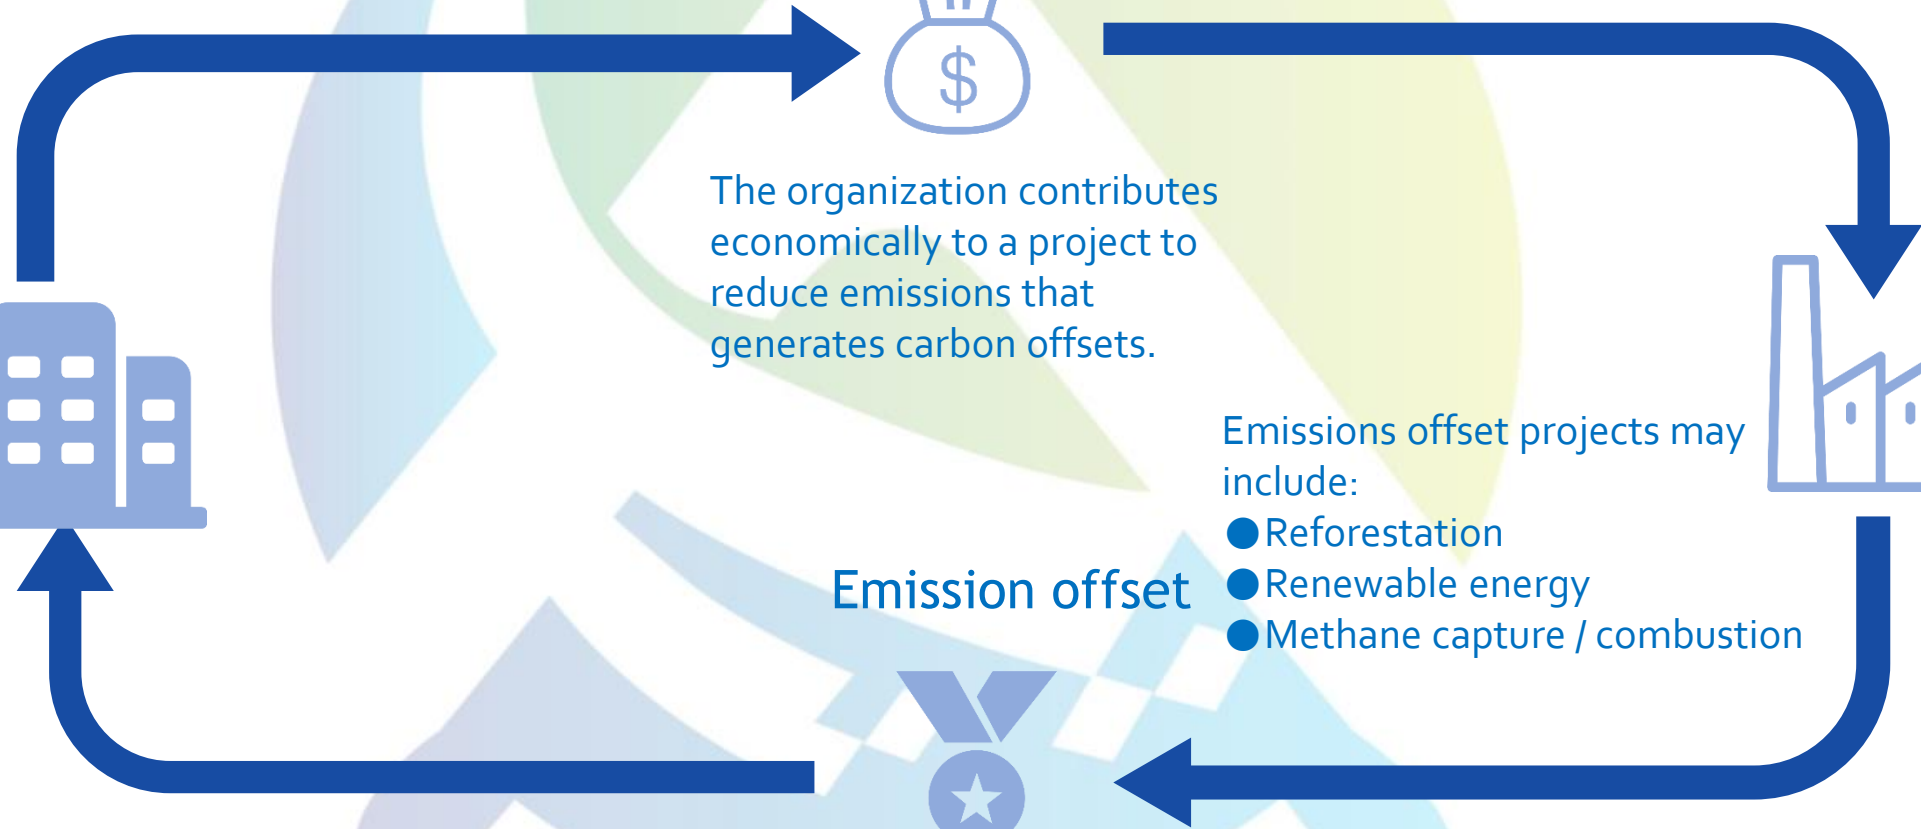 $
The organization contributes
economically to a project to
reduce emissions that
generates carbon offsets.
Emissions offset projects may
include:
●Reforestation
●Renewable energy
●Methane capture / combustion
Emission offset